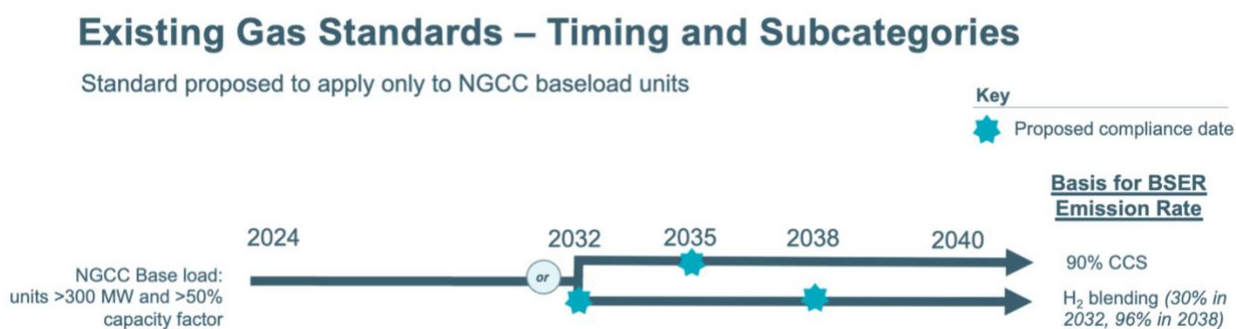 Existing Gas Standards – Timing and Subcategories
Standard proposed to apply only to NGCC baseload units
Key
Proposed compliance date
Basis for BSER
Emission Rate
2024
2032
2035
2038
2040
NGCC Base load:
units >300 MW and >50%
capacity factor
or
90% CCS
H₂ blending (30% in
2032, 96% in 2038)